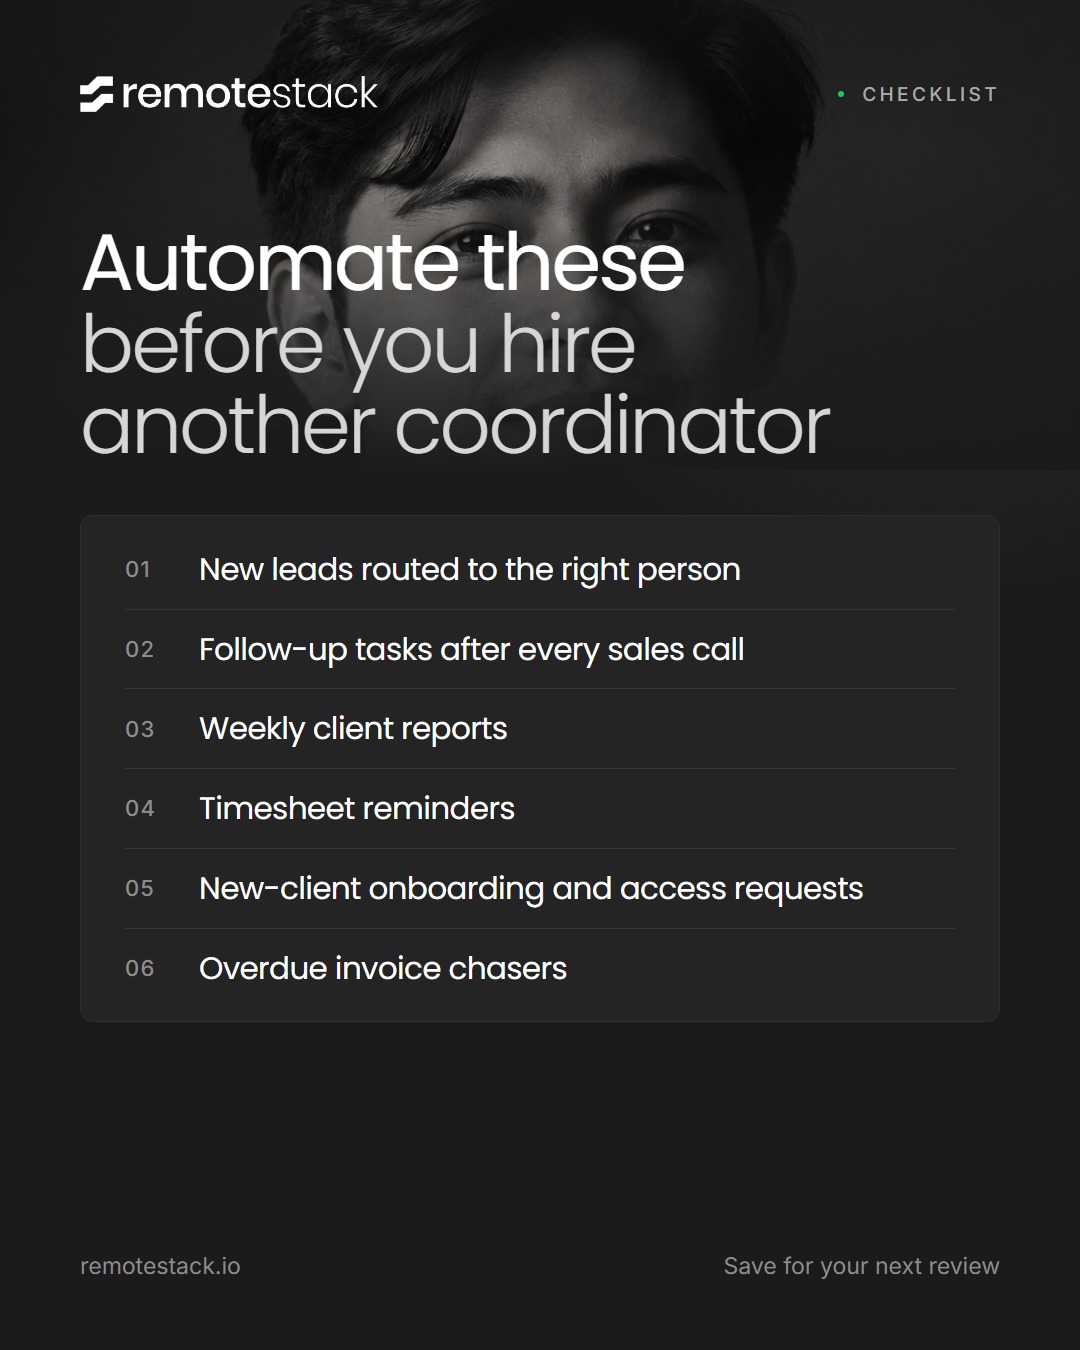 remotestack
CHECKLIST
Automate these
before you hire
another coordinator
01 New leads routed to the right person
02 Follow-up tasks after every sales call
03 Weekly client reports
04 Timesheet reminders
05 New-client onboarding and access requests
06 Overdue invoice chasers
remotestack.io
Save for your next review